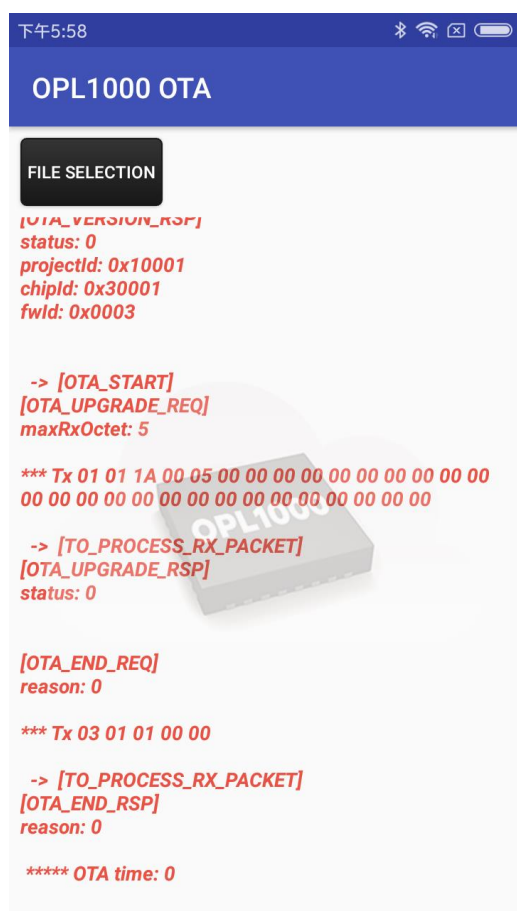 下午5:58
OPL1000 OTA
FILE SELECTION
[OTA_VERSION_RSP]
status: 0
projectId: 0x10001
chipId: 0x30001
fwId: 0x0003
-> [OTA_START]
[OTA_UPGRADE_REQ]
maxRxOctet: 5
*** Tx 01 01 1A 00 05 00 00 00 00 00 00 00 00 00 00
00 00 00 00 00 00 00 00 00 00 00 00 00 00 00
OPL1000
-> [TO_PROCESS_RX_PACKET]
[OTA_UPGRADE_RSP]
status: 0
[OTA_END_REQ]
reason: 0
*** Tx 03 01 01 00 00
-> [TO_PROCESS_RX_PACKET]
[OTA_END_RSP]
reason: 0
***** OTA time: 0